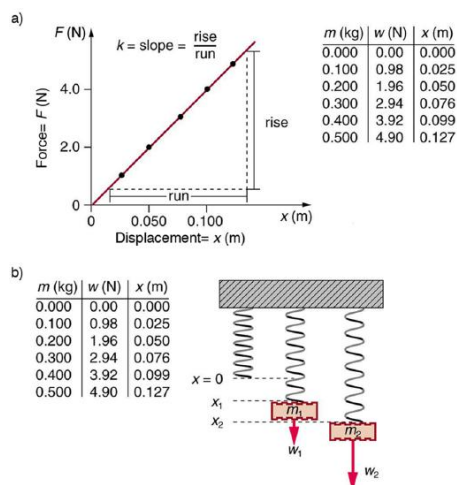 a)
F (N)
k = slope = rise
run
4.0
2.0
0
Force= F (N)
rise
run
0 0.050 0.100 x (m)
Displacement= x (m)
m (kg) w (N) x (m)
0.000 0.00 0.000
0.100 0.98 0.025
0.200 1.96 0.050
0.300 2.94 0.076
0.400 3.92 0.099
0.500 4.90 0.127
b)
m (kg) w (N) x (m)
0.000 0.00 0.000
0.100 0.98 0.025
0.200 1.96 0.050
0.300 2.94 0.076
0.400 3.92 0.099
0.500 4.90 0.127
x = 0
x₁
x₂
m₁
m₂
w₁
w₂